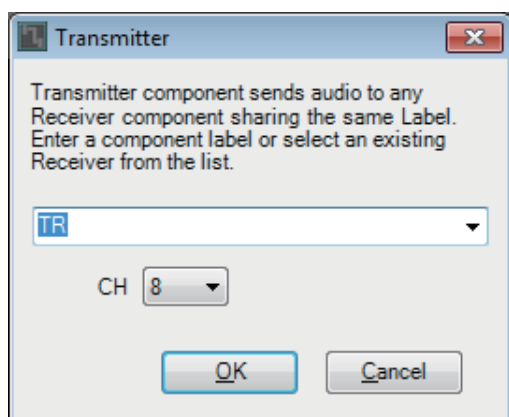 Transmitter
Transmitter component sends audio to any
Receiver component sharing the same Label.
Enter a component label or select an existing
Receiver from the list.
TR
CH 8
OK Cancel